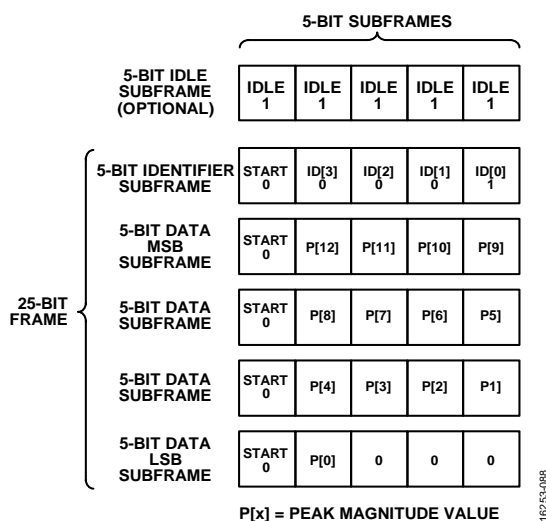 5-BIT SUBFRAMES
5-BIT IDLE
SUBFRAME
(OPTIONAL)
IDLE
1
IDLE
1
IDLE
1
IDLE
1
IDLE
1
25-BIT
FRAME
5-BIT IDENTIFIER
SUBFRAME
START
0
ID[3]
0
ID[2]
0
ID[1]
0
ID[0]
1
5-BIT DATA
MSB
SUBFRAME
START
0
P[12]
P[11]
P[10]
P[9]
5-BIT DATA
SUBFRAME
START
0
P[8]
P[7]
P[6]
P5]
5-BIT DATA
SUBFRAME
START
0
P[4]
P[3]
P[2]
P1]
5-BIT DATA
LSB
SUBFRAME
START
0
P[0]
0
0
0
P[x] = PEAK MAGNITUDE VALUE
16253-088